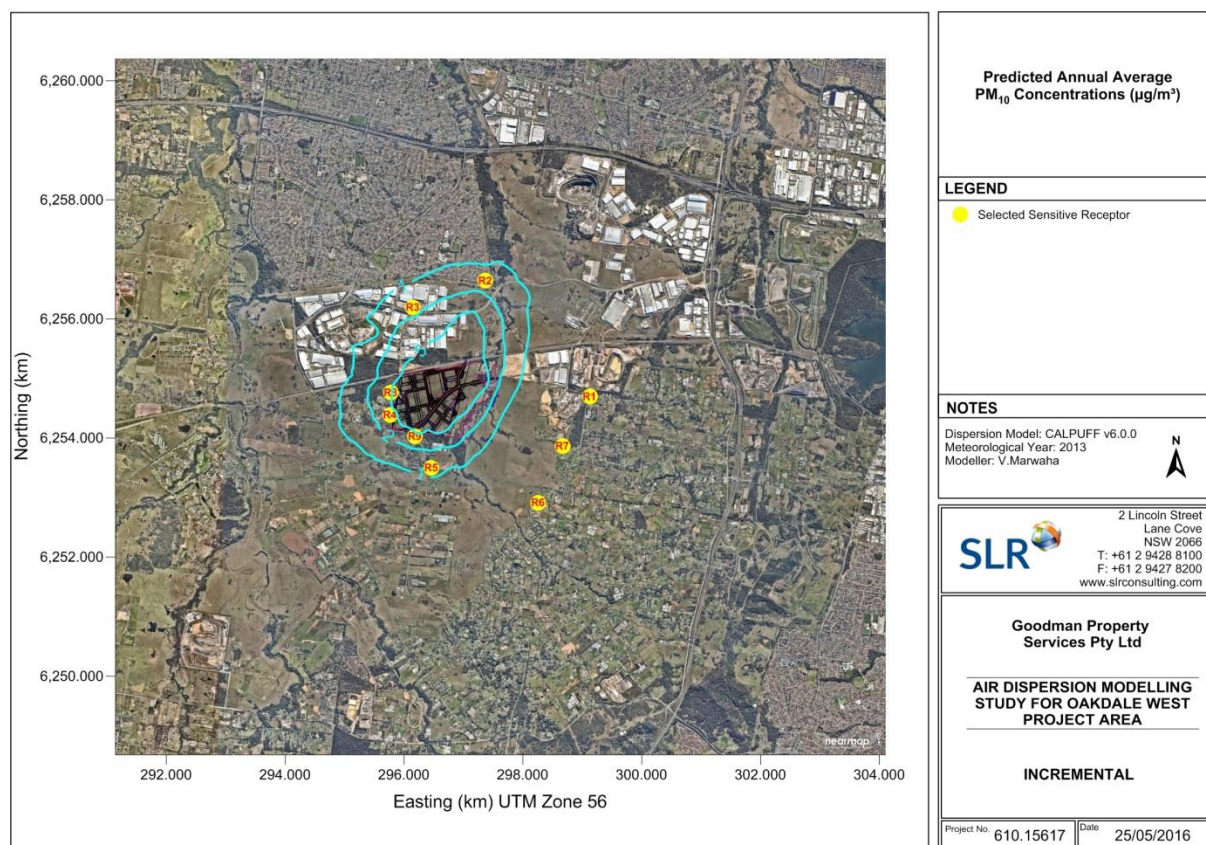 6,260.000
6,258.000
6,256.000
6,254.000
6,252.000
6,250.000
Northing (km)
R2
R3
R8
R4
R9
R5
R1
R7
R6
nearmap
292.000 294.000 296.000 298.000 300.000 302.000 304.000
Easting (km) UTM Zone 56
Predicted Annual Average
PM₁₀ Concentrations (µg/m³)
LEGEND
Selected Sensitive Receptor
NOTES
Dispersion Model: CALPUFF v6.0.0
Meteorological Year: 2013
Modeller: V.Marwaha
N
SLR
2 Lincoln Street
Lane Cove
NSW 2066
T: +61 2 9428 8100
F: +61 2 9427 8200
www.slrconsulting.com
Goodman Property
Services Pty Ltd
AIR DISPERSION MODELLING
STUDY FOR OAKDALE WEST
PROJECT AREA
INCREMENTAL
Project No. 610.15617 Date 25/05/2016